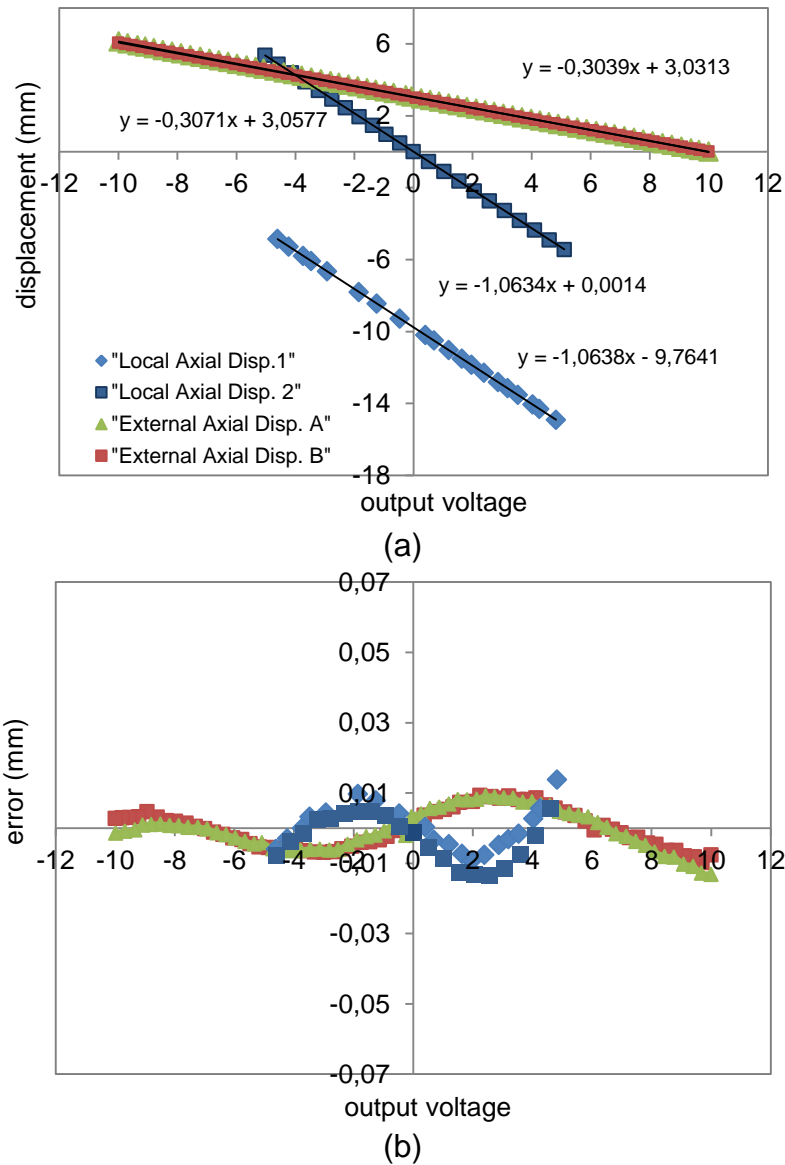 6
y = -0,3039x + 3,0313
2
y = -0,3071x + 3,0577
-12 -10 -8 -6 -4 -2 0 2 4 6 8 10 12
-2
displacement (mm)
-6
y = -1,0634x + 0,0014
-10
"Local Axial Disp.1"
y = -1,0638x - 9,7641
"Local Axial Disp. 2"
"External Axial Disp. A"
-14
"External Axial Disp. B"
-18
output voltage
(a)
0,07
0,05
0,03
0,01
error (mm)
-12 -10 -8 -6 -4 -2 0 2 4 6 8 10 12
-0,01
-0,03
-0,05
-0,07
output voltage
(b)